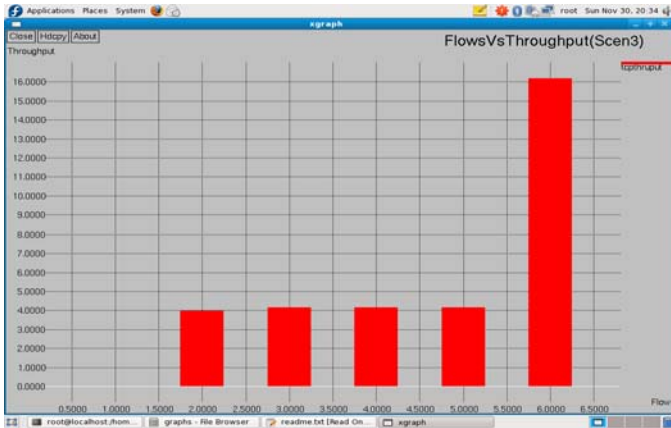 Applications Places System root Sun Nov 30, 20:34
xgraph
Close Hdcpy About
FlowsVsThroughput(Scen3)
Throughput
tcpthruput
16.0000
15.0000
14.0000
13.0000
12.0000
11.0000
10.0000
9.0000
8.0000
7.0000
6.0000
5.0000
4.0000
3.0000
2.0000
1.0000
0.0000
0.5000 1.0000 1.5000 2.0000 2.5000 3.0000 3.5000 4.0000 4.5000 5.0000 5.5000 6.0000 6.5000
Flow
root@localhost:/hom... graphs - File Browser readme.txt [Read On... xgraph